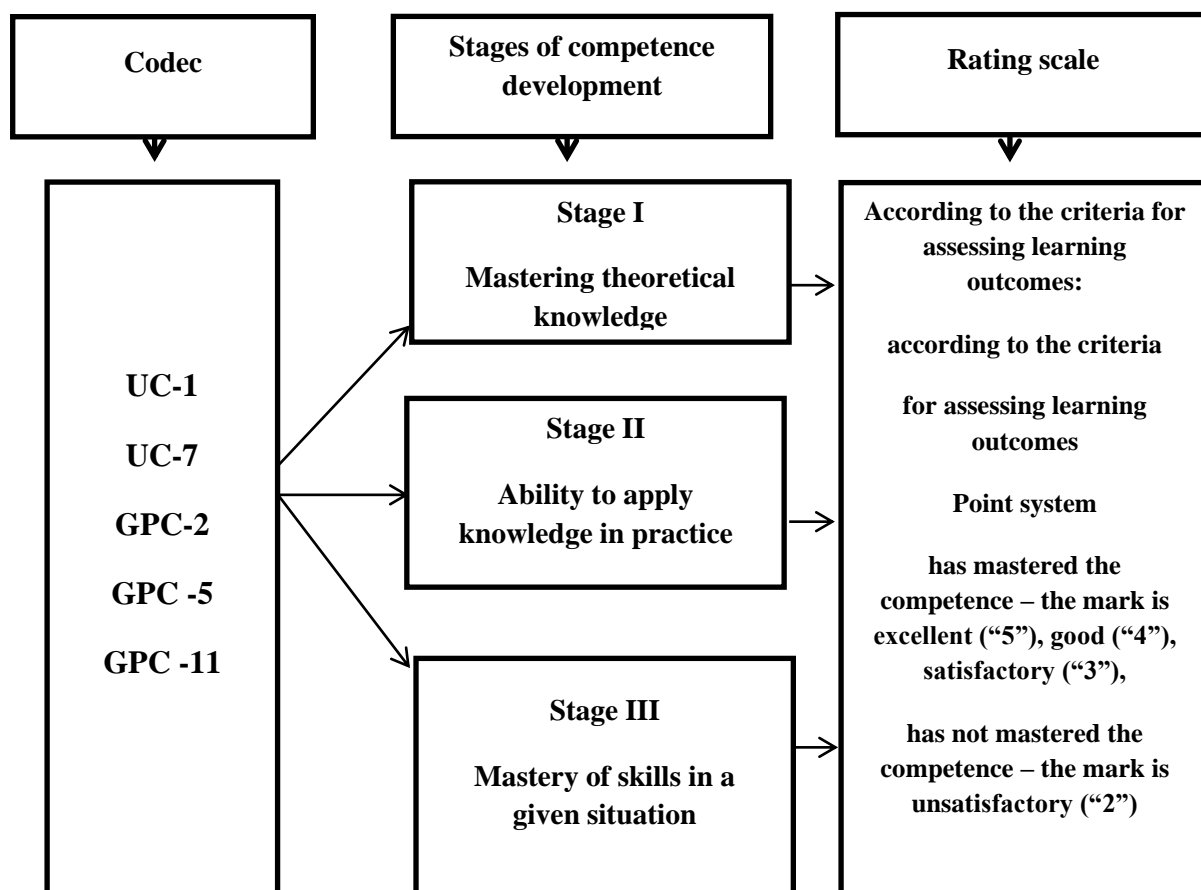 Codec
Stages of competence
development
Rating scale
UC-1
UC-7
GPC-2
GPC -5
GPC -11
Stage I
Mastering theoretical
knowledge
Stage II
Ability to apply
knowledge in practice
Stage III
Mastery of skills in a
given situation
According to the criteria for
assessing learning
outcomes:
according to the criteria
for assessing learning
outcomes
Point system
has mastered the
competence – the mark is
excellent (“5”), good (“4”),
satisfactory (“3”),
has not mastered the
competence – the mark is
unsatisfactory (“2”)